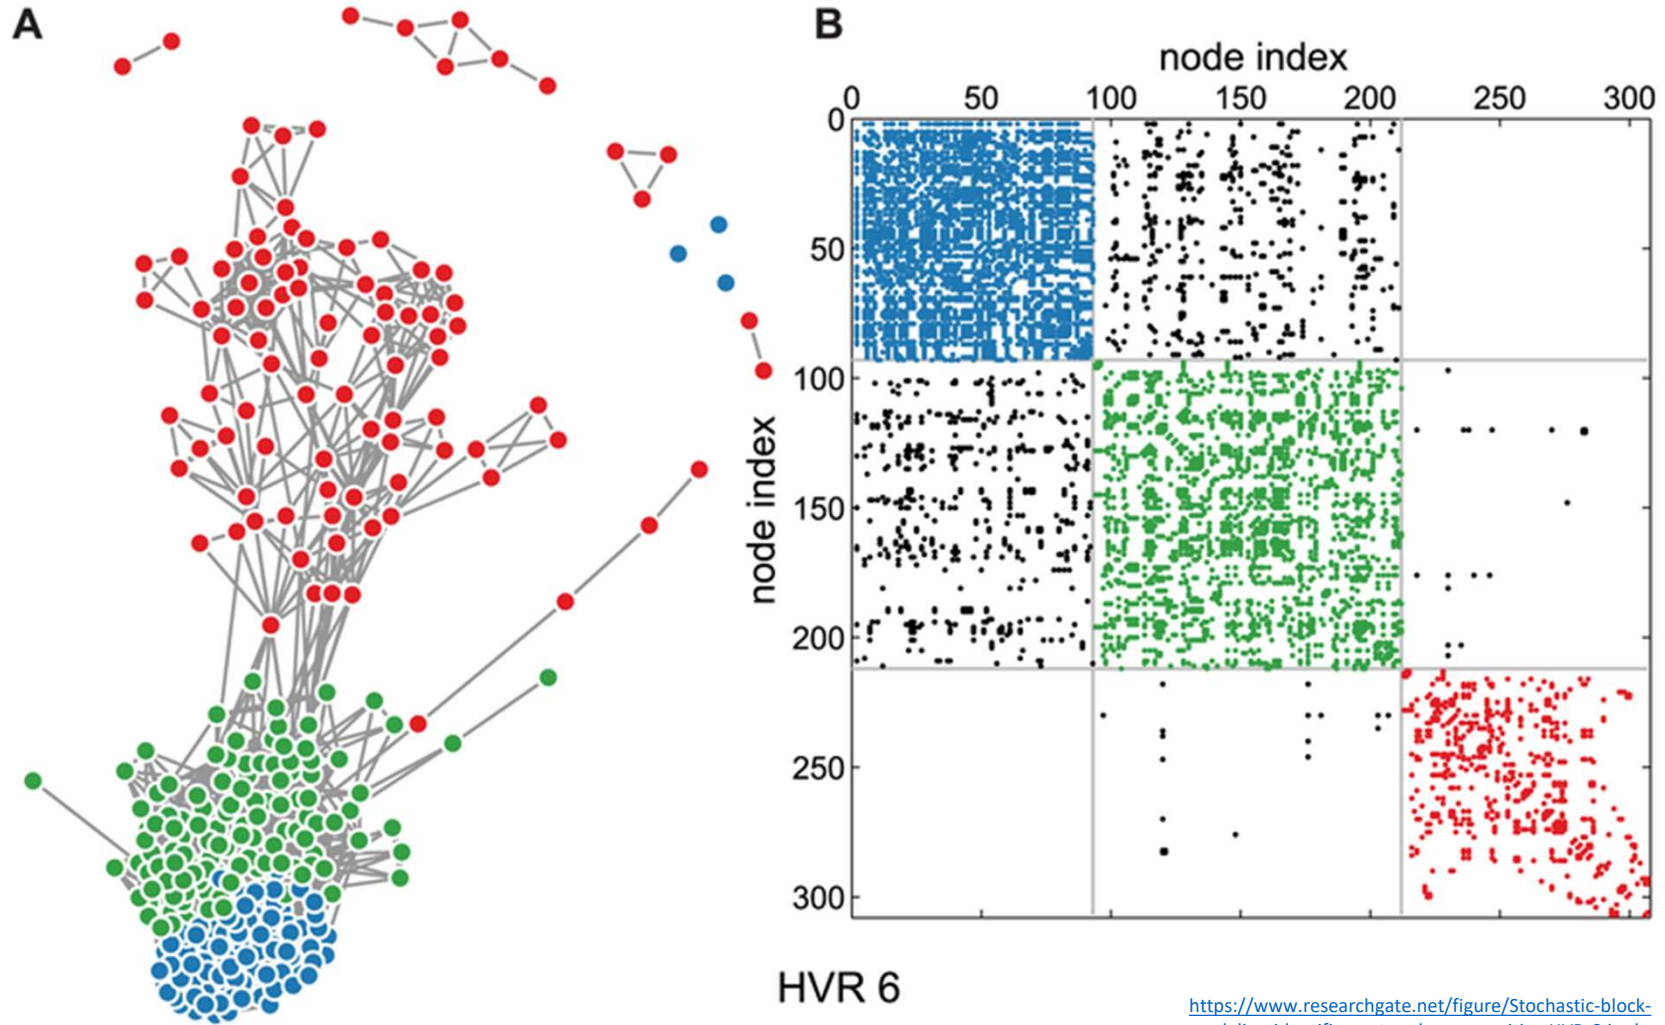 A
B
node index
0 50 100 150 200 250 300
0
50
100
150
200
250
300
node index
HVR 6
https://www.researchgate.net/figure/Stochastic-block-